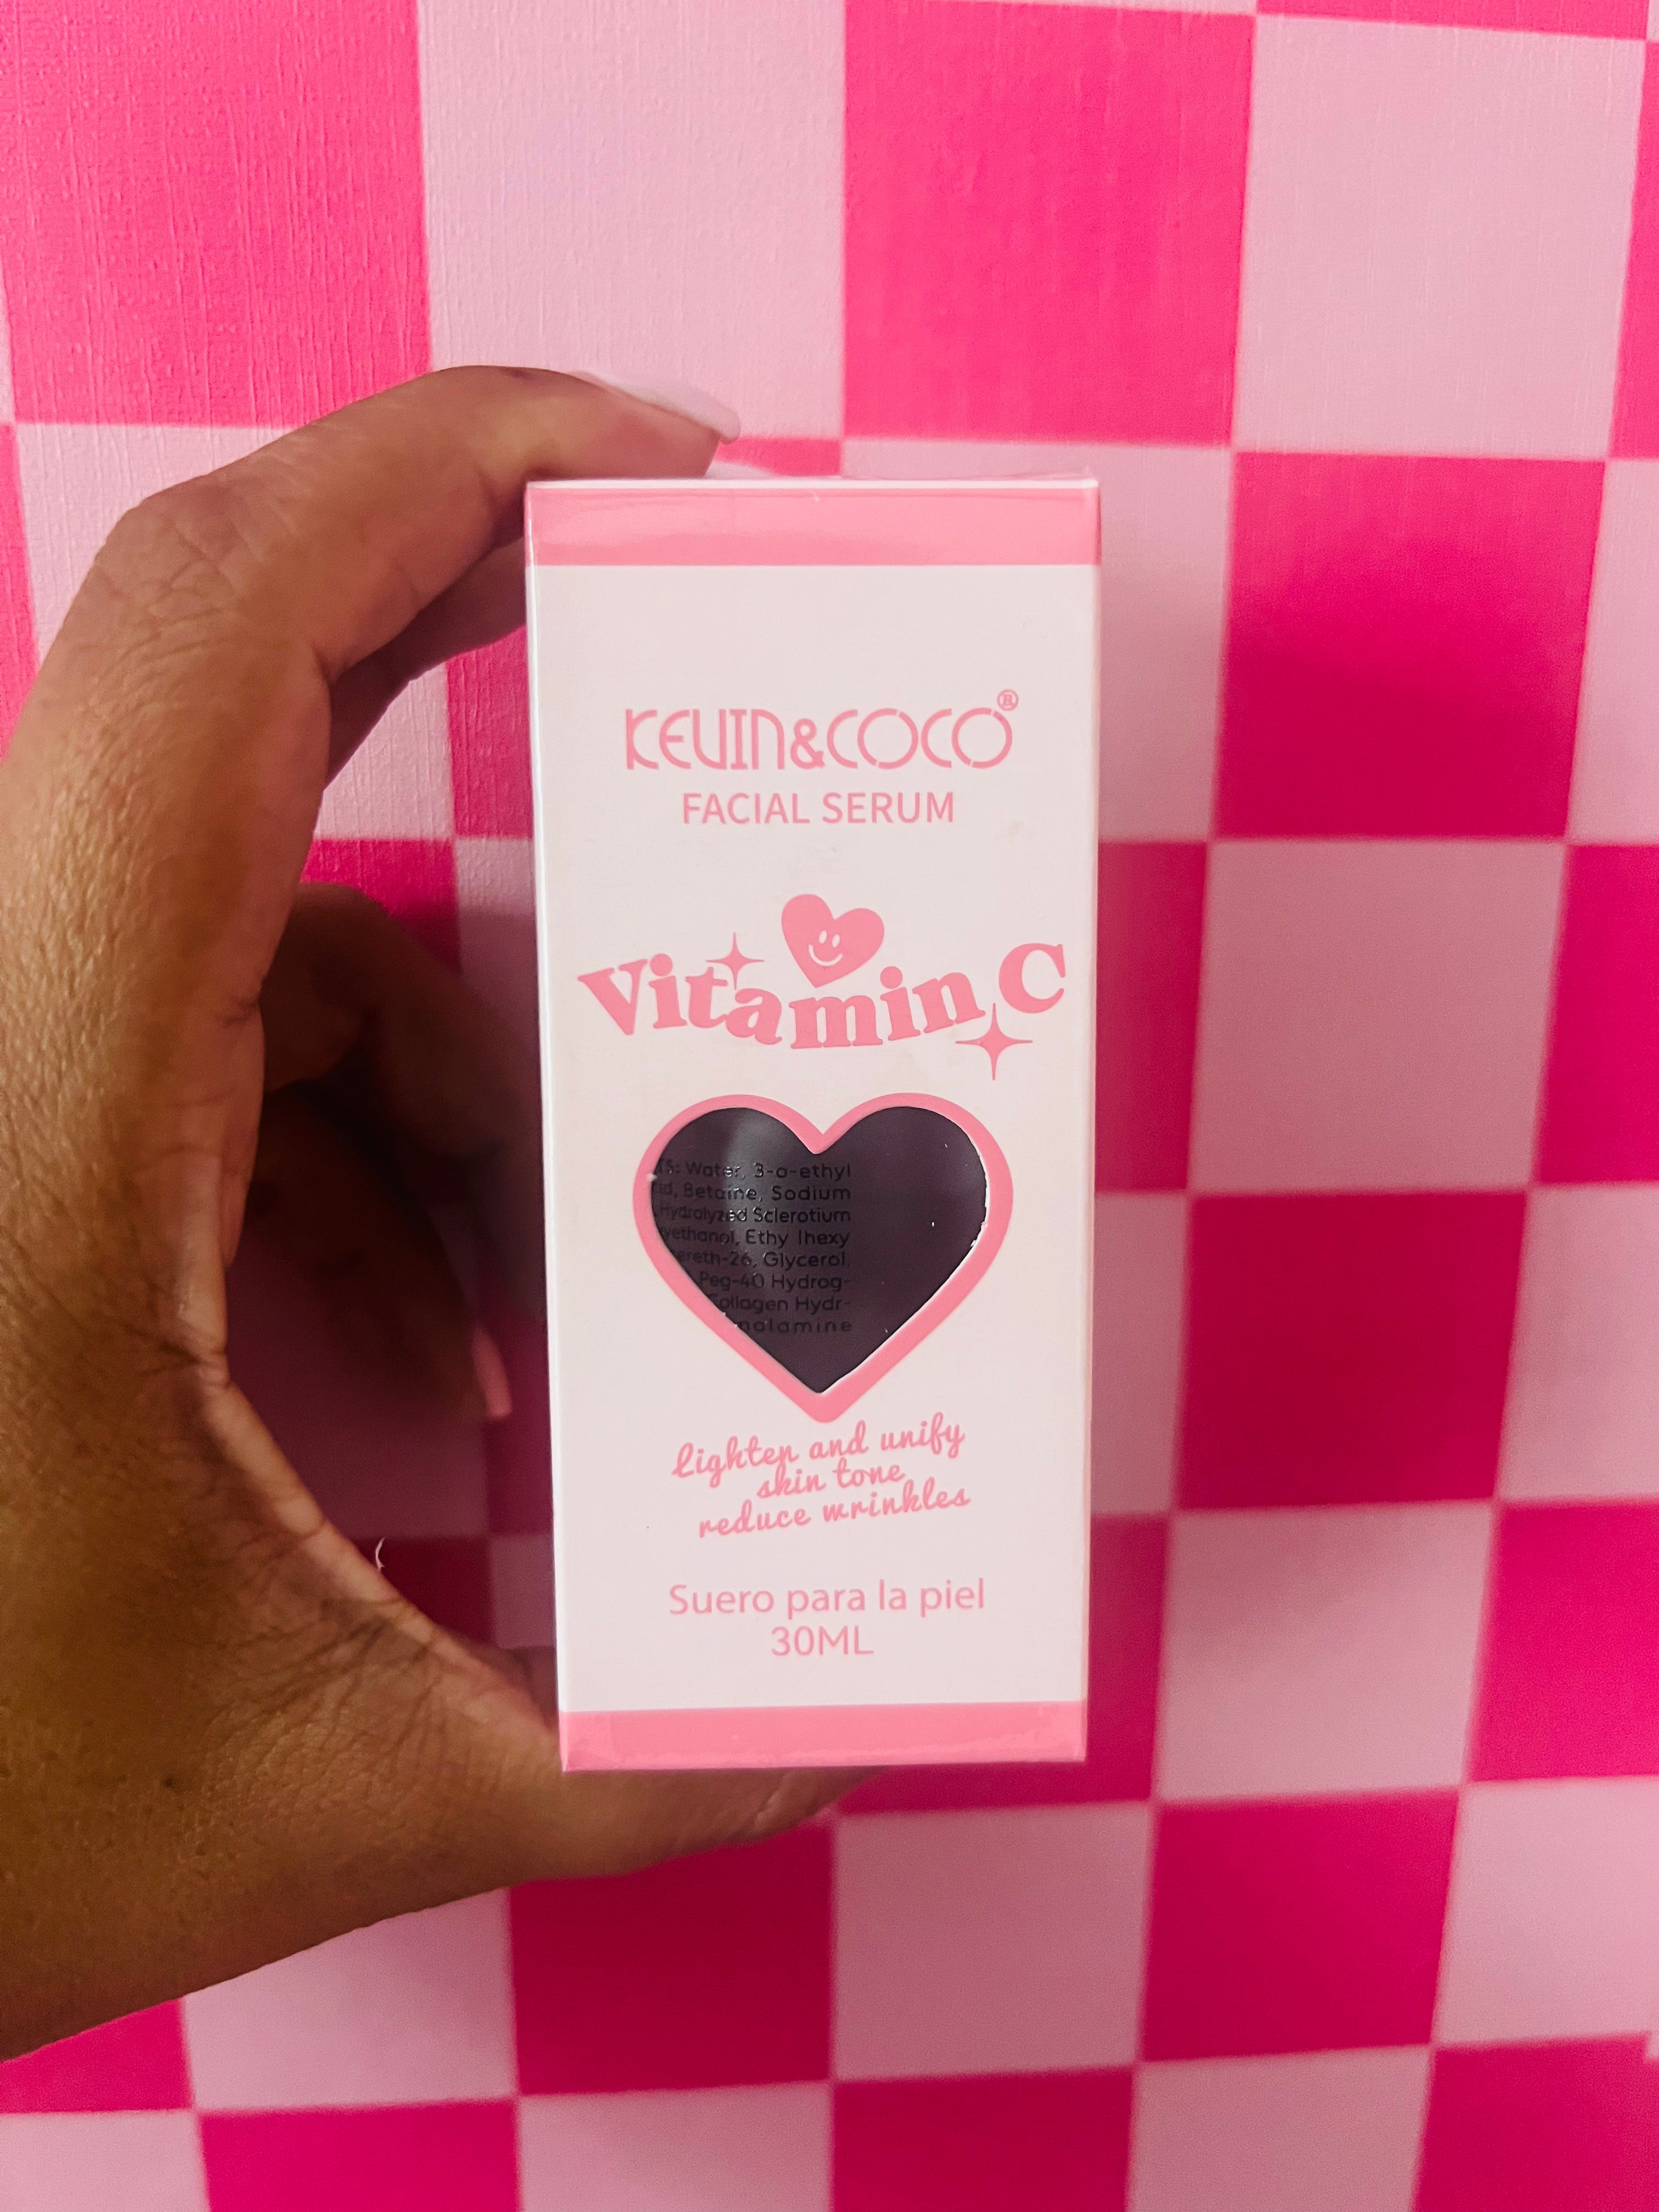 KEVIN&COCO®
FACIAL SERUM
Vitamin C
Water, 3-o-ethyl
Betaine, Sodium
Hydrolyzed Sclerotium
Ethy lhexy
Glycerol,
Peg-40 Hydrog-
Collagen Hydr-
lighten and unify
skin tone
reduce wrinkles
Suero para la piel
30ML